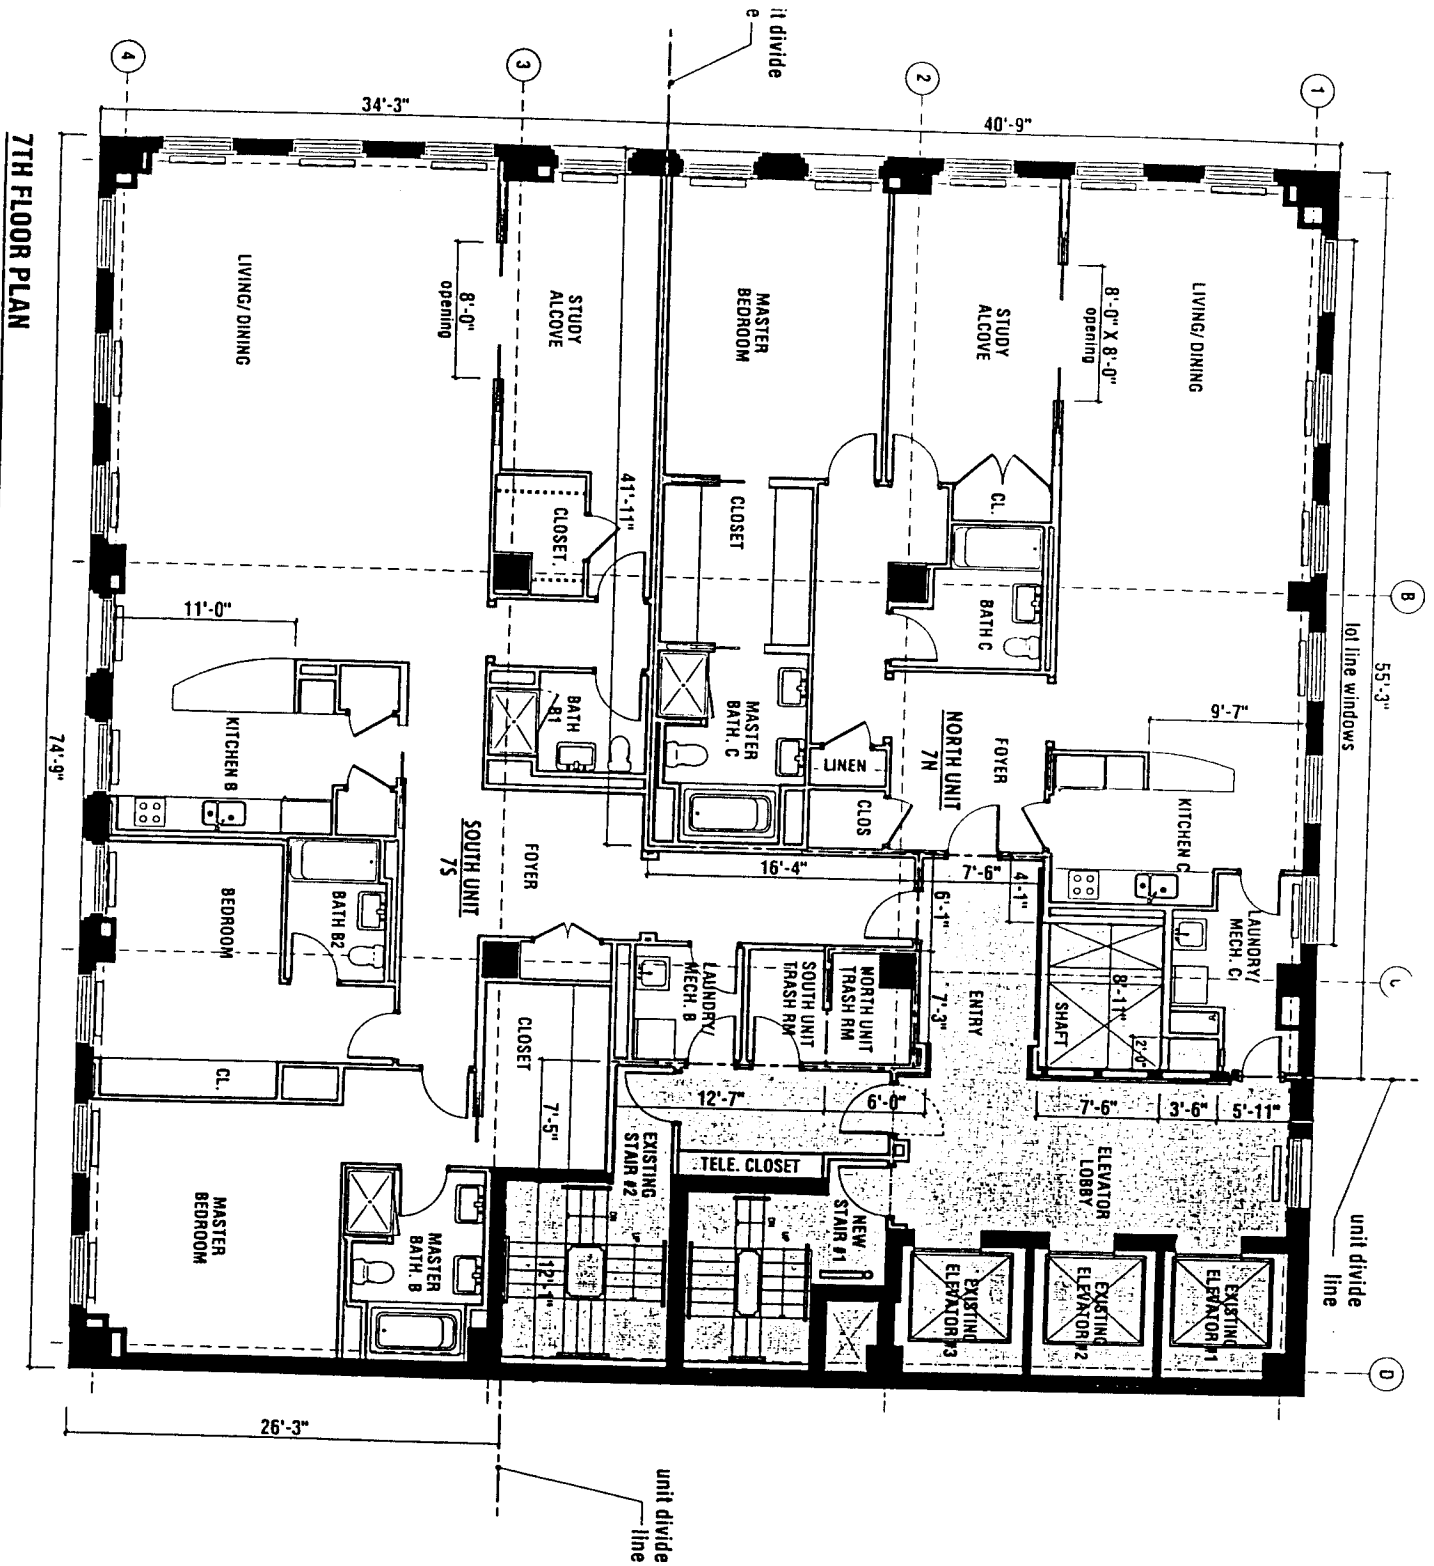 it divide
e
4
3
2
1
34'-3"
40'-9"
7TH FLOOR PLAN
LIVING/ DINING
8'-0"
opening
STUDY
ALCOVE
MASTER
BEDROOM
STUDY
ALCOVE
8'-0" X 8'-0"
opening
LIVING/ DINING
41'-11"
CLOSET.
CLOSET
CL.
B
lot line windows
55'-3"
11'-0"
BATH C
9'-7"
74'-9"
KITCHEN B
BATH
B1
MASTER
BATH. C
LINEN
CLOS
NORTH UNIT
7N
FOYER
KITCHEN C
SOUTH UNIT
7S
FOYER
16'-4"
7'-6"
4'-1"
6'-1"
BEDROOM
BATH B2
LAUNDRY/
MECH. B
SOUTH UNIT
TRASH RM
NORTH UNIT
TRASH RM
7'-3"
ENTRY
SHAFT
8'-11"
2'-0"
LAUNDRY/
MECH. C
C
CL.
CLOSET
7'-5"
12'-7"
6'-0"
7'-6"
3'-6"
5'-11"
EXISTING
STAIR #2
TELE. CLOSET
ELEVATOR
LOBBY
unit divide
line
MASTER
BEDROOM
MASTER
BATH. B
DN
UP
12'-1"
DN
UP
NEW
STAIR #1
EXISTING
ELEVATOR #3
EXISTING
ELEVATOR #2
EXISTING
ELEVATOR #1
D
26'-3"
unit divide
line